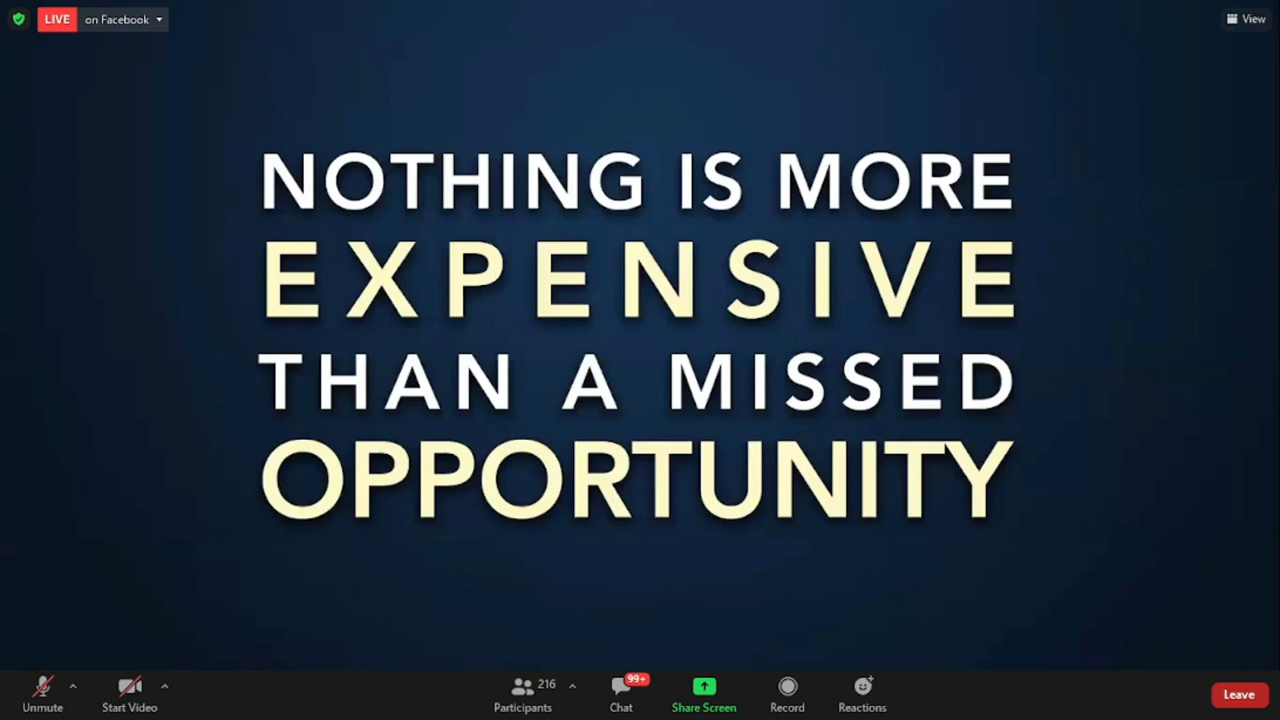 LIVE on Facebook
View
NOTHING IS MORE
EXPENSIVE
THAN A MISSED
OPPORTUNITY
216
99+
Unmute
Start Video
Participants
Chat
Share Screen
Record
Reactions
Leave